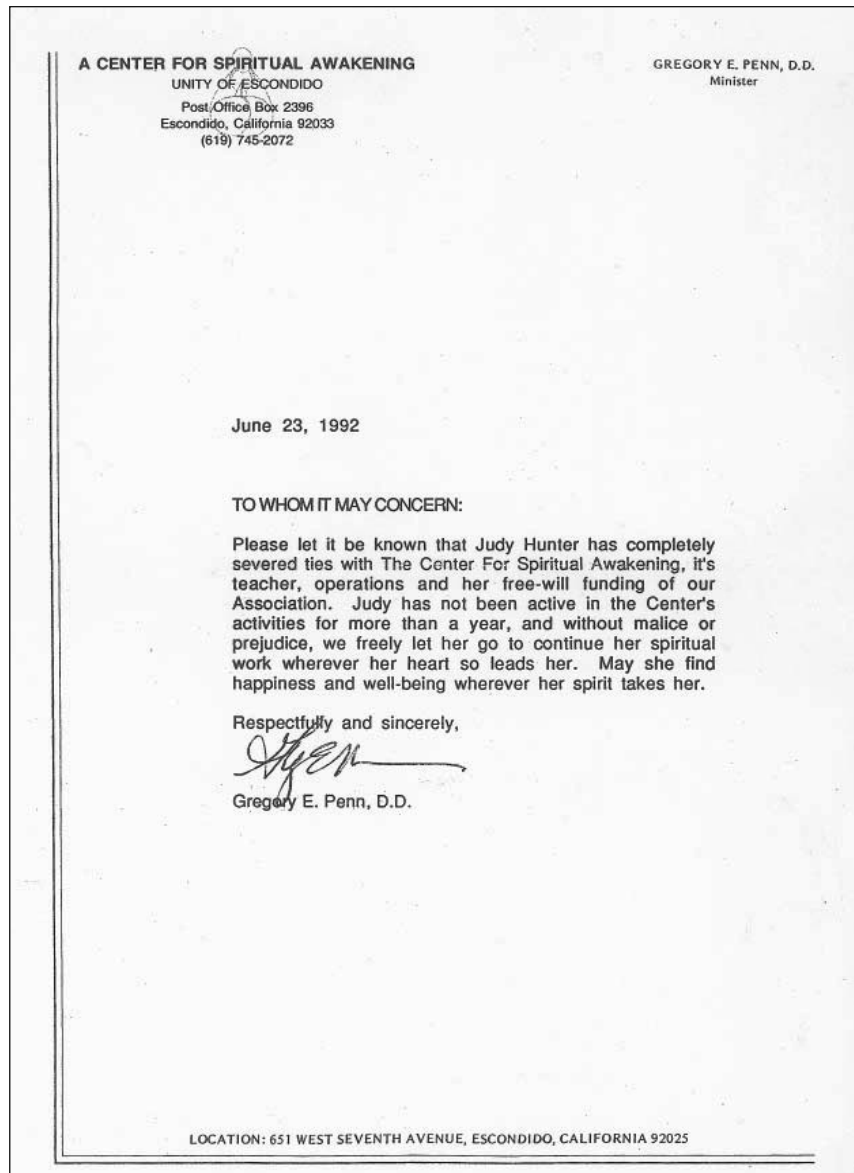 A CENTER FOR SPIRITUAL AWAKENING
UNITY OF ESCONDIDO
Post Office Box 2396
Escondido, California 92033
(619) 745-2072
GREGORY E. PENN, D.D.
Minister
June 23, 1992
TO WHOM IT MAY CONCERN:
Please let it be known that Judy Hunter has completely
severed ties with The Center For Spiritual Awakening, it's
teacher, operations and her free-will funding of our
Association. Judy has not been active in the Center's
activities for more than a year, and without malice or
prejudice, we freely let her go to continue her spiritual
work wherever her heart so leads her. May she find
happiness and well-being wherever her spirit takes her.
Respectfully and sincerely,
Gregory E. Penn, D.D.
LOCATION: 651 WEST SEVENTH AVENUE, ESCONDIDO, CALIFORNIA 92025